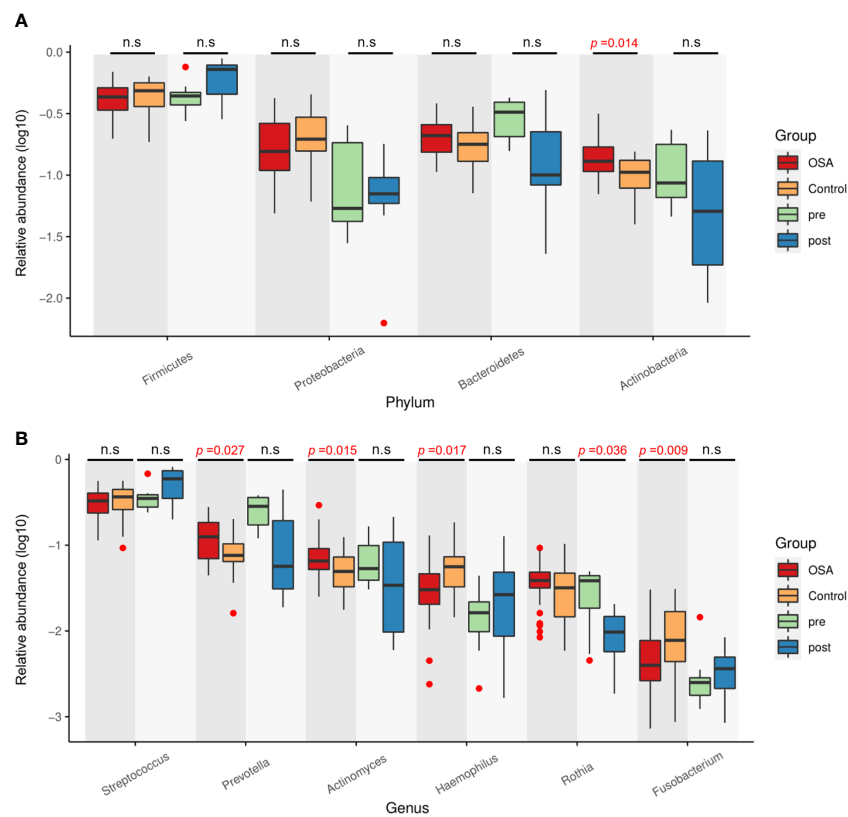 A
n.s n.s n.s n.s n.s n.s p =0.014 n.s
0.0
−0.5
−1.0
−1.5
−2.0
Relative abundance (log10)
Firmicutes Proteobacteria Bacteroidetes Actinobacteria
Phylum
Group
OSA
Control
pre
post
B
n.s n.s p =0.027 n.s p =0.015 n.s p =0.017 n.s n.s p =0.036 p =0.009 n.s
0
−1
−2
−3
Relative abundance (log10)
Streptococcus Prevotella Actinomyces Haemophilus Rothia Fusobacterium
Genus
Group
OSA
Control
pre
post